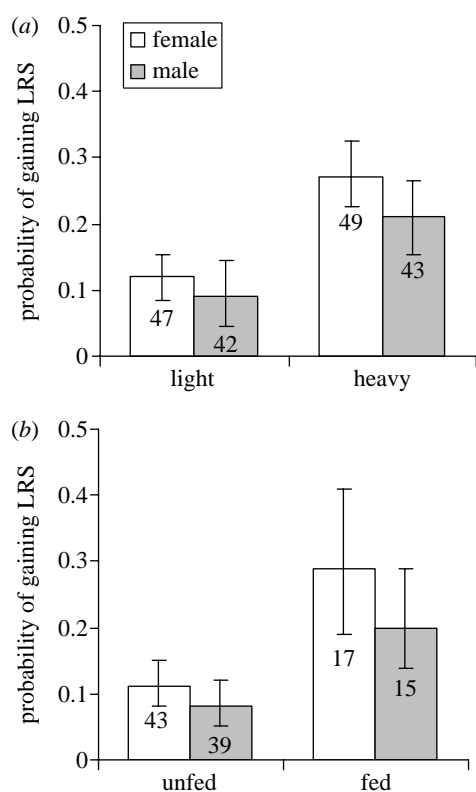 (a)
0.5
female
male
0.4
0.3
0.2
0.1
0
probability of gaining LRS
47
42
49
43
light
heavy
(b)
0.5
0.4
0.3
0.2
0.1
0
probability of gaining LRS
43
39
17
15
unfed
fed